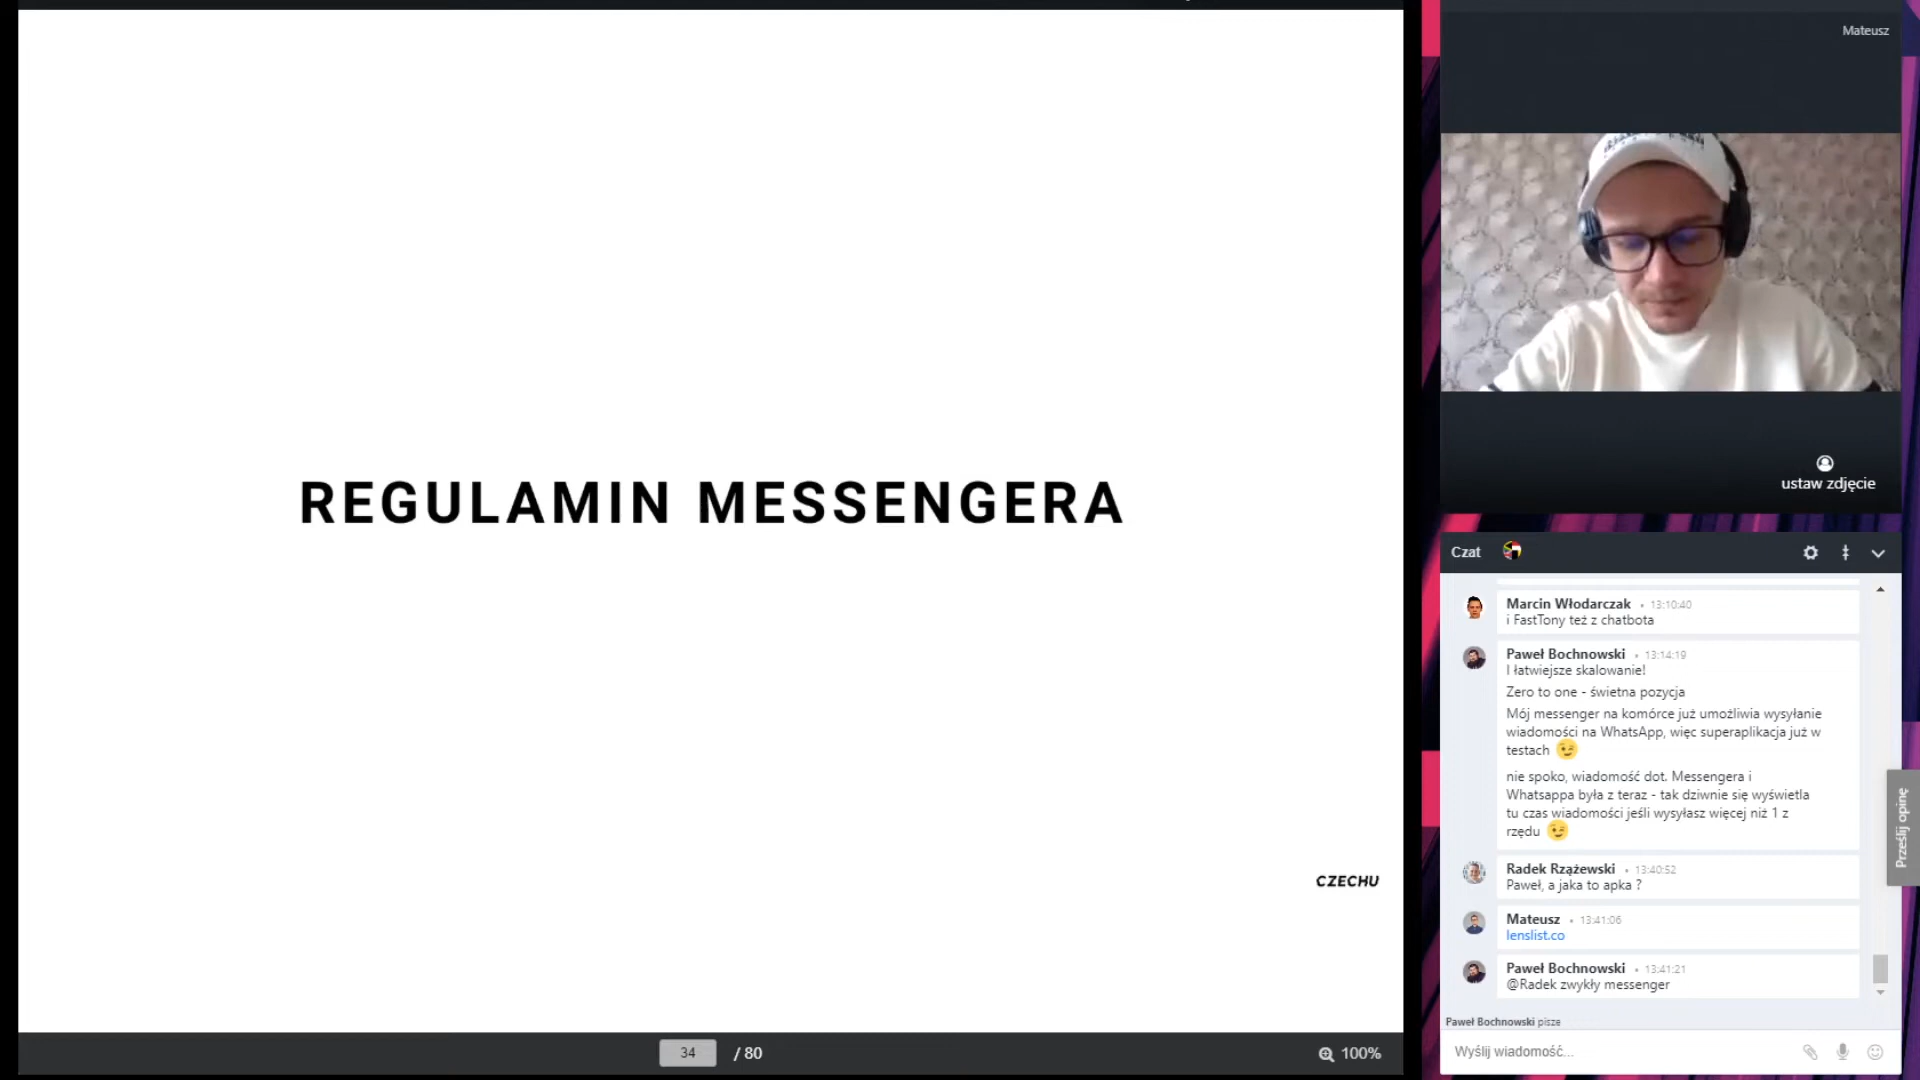 REGULAMIN MESSENGERA
CZECHU
34 / 80
100%
Mateusz
ustaw zdjęcie
Czat
Marcin Włodarczak • 13:10:40
i FastTony też z chatbota
Paweł Bochnowski • 13:14:19
I łatwiejsze skalowanie!
Zero to one - świetna pozycja
Mój messenger na komórce już umożliwia wysyłanie
wiadomości na WhatsApp, więc superaplikacja już w
testach 😉
nie spoko, wiadomość dot. Messengera i
Whatsappa była z teraz - tak dziwnie się wyświetla
tu czas wiadomości jeśli wysyłasz więcej niż 1 z
rzędu 😉
Radek Rzążewski • 13:40:52
Paweł, a jaka to apka ?
Mateusz • 13:41:06
lenslist.co
Paweł Bochnowski • 13:41:21
@Radek zwykły messenger
Paweł Bochnowski pisze
Wyślij wiadomość...
Prześlij opinię